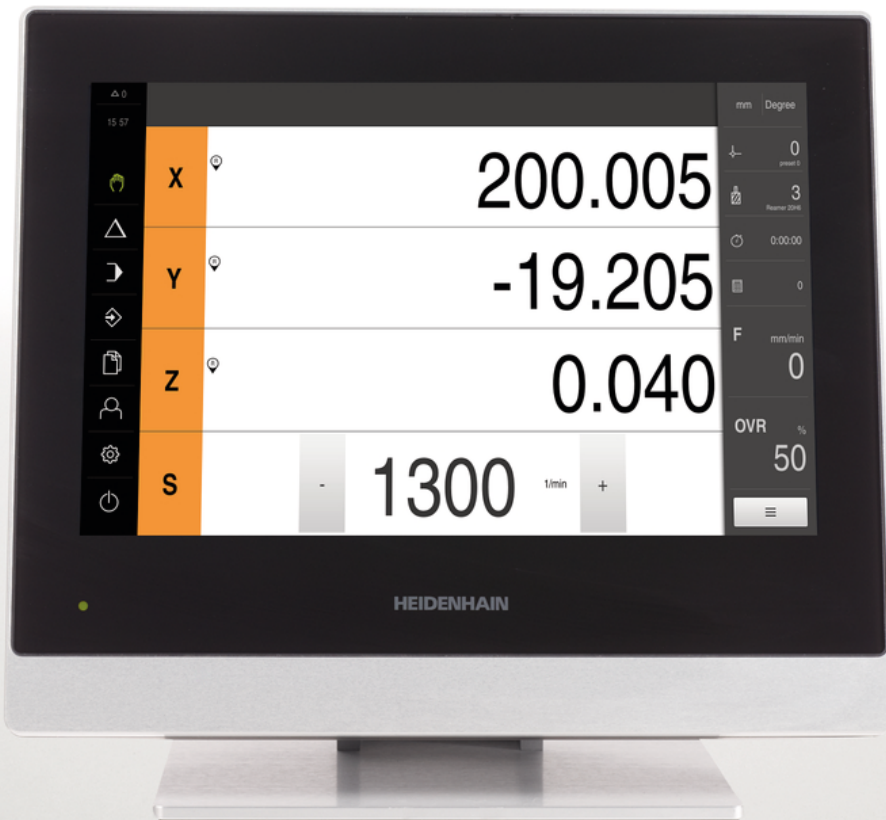 0
15 57
X
R
200.005
Y
R
-19.205
Z
R
0.040
S
-
1300
1/min
+
mm
Degree
0
preset 0
3
Reamer 20H6
0:00:00
0
F
mm/min
0
OVR
%
50
HEIDENHAIN